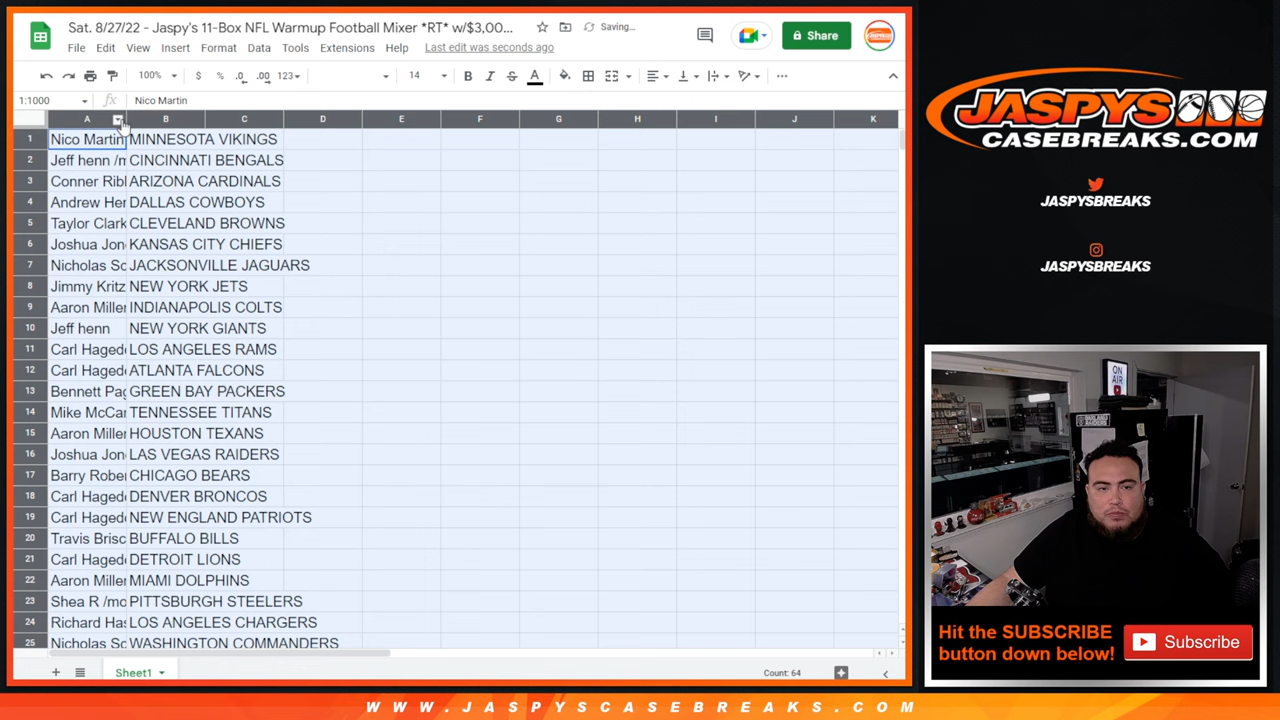 Sat. 8/27/22 - Jaspy's 11-Box NFL Warmup Football Mixer *RT* w/$3,00...
Saving...
File Edit View Insert Format Data Tools Extensions Help Last edit was seconds ago
Share
100% $ % .0 .00 123 14 B I S A
1:1000 fx Nico Martin
A B C D E F G H I J K
1 Nico Martin MINNESOTA VIKINGS
2 Jeff henn /m CINCINNATI BENGALS
3 Conner Ribl ARIZONA CARDINALS
4 Andrew Her DALLAS COWBOYS
5 Taylor Clark CLEVELAND BROWNS
6 Joshua Jon KANSAS CITY CHIEFS
7 Nicholas Sc JACKSONVILLE JAGUARS
8 Jimmy Kritz NEW YORK JETS
9 Aaron Miller INDIANAPOLIS COLTS
10 Jeff henn NEW YORK GIANTS
11 Carl Hagede LOS ANGELES RAMS
12 Carl Hagede ATLANTA FALCONS
13 Bennett Pag GREEN BAY PACKERS
14 Mike McCar TENNESSEE TITANS
15 Aaron Miller HOUSTON TEXANS
16 Joshua Jon LAS VEGAS RAIDERS
17 Barry Rober CHICAGO BEARS
18 Carl Hagede DENVER BRONCOS
19 Carl Hagede NEW ENGLAND PATRIOTS
20 Travis Brisc BUFFALO BILLS
21 Carl Hagede DETROIT LIONS
22 Aaron Miller MIAMI DOLPHINS
23 Shea R /mo PITTSBURGH STEELERS
24 Richard Has LOS ANGELES CHARGERS
25 Nicholas Sc WASHINGTON COMMANDERS
Sheet1
Count: 64
JASPYS
CASEBREAKS.COM
JASPYSBREAKS
JASPYSBREAKS
ON AIR
Hit the SUBSCRIBE
button down below!
Subscribe
WWW.JASPYSCASEBREAKS.COM